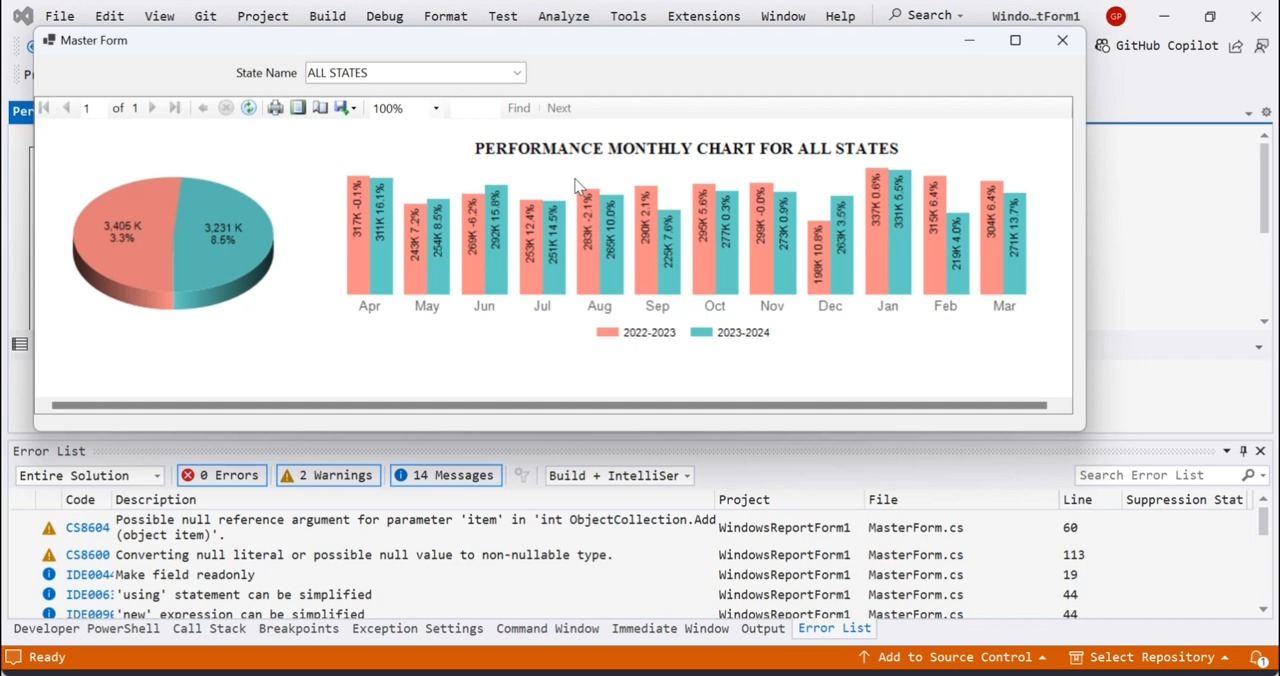 File Edit View Git Project Build Debug Format Test Analyze Tools Extensions Window Help Search Windo...tForm1 GP
Master Form
GitHub Copilot
State Name ALL STATES
Pr
Per
1 of 1 100% Find Next
PERFORMANCE MONTHLY CHART FOR ALL STATES
3,405 K
3.3%
3,231 K
8.5%
317K -0.1%
311K 16.1%
243K 7.2%
254K 8.5%
269K -6.2%
292K 15.8%
253K 12.4%
251K 14.5%
283K -2.1%
265K 10.0%
290K 2.1%
225K 7.6%
295K 5.6%
277K 0.3%
299K -0.0%
273K 0.9%
198K 10.8%
263K 3.5%
337K 0.6%
331K 5.5%
315K 6.4%
219K 4.0%
304K 6.4%
271K 13.7%
Apr May Jun Jul Aug Sep Oct Nov Dec Jan Feb Mar
2022-2023 2023-2024
Error List
Entire Solution 0 Errors 2 Warnings 14 Messages Build + IntelliSer Search Error List
Code Description Project File Line Suppression Stat
CS8604 Possible null reference argument for parameter 'item' in 'int ObjectCollection.Add
(object item)'. WindowsReportForm1 MasterForm.cs 60
CS8600 Converting null literal or possible null value to non-nullable type. WindowsReportForm1 MasterForm.cs 113
IDE0044 Make field readonly WindowsReportForm1 MasterForm.cs 19
IDE0063 'using' statement can be simplified WindowsReportForm1 MasterForm.cs 44
IDE0090 'new' expression can be simplified WindowsReportForm1 MasterForm.cs 44
Developer PowerShell Call Stack Breakpoints Exception Settings Command Window Immediate Window Output Error List
Ready Add to Source Control Select Repository 1